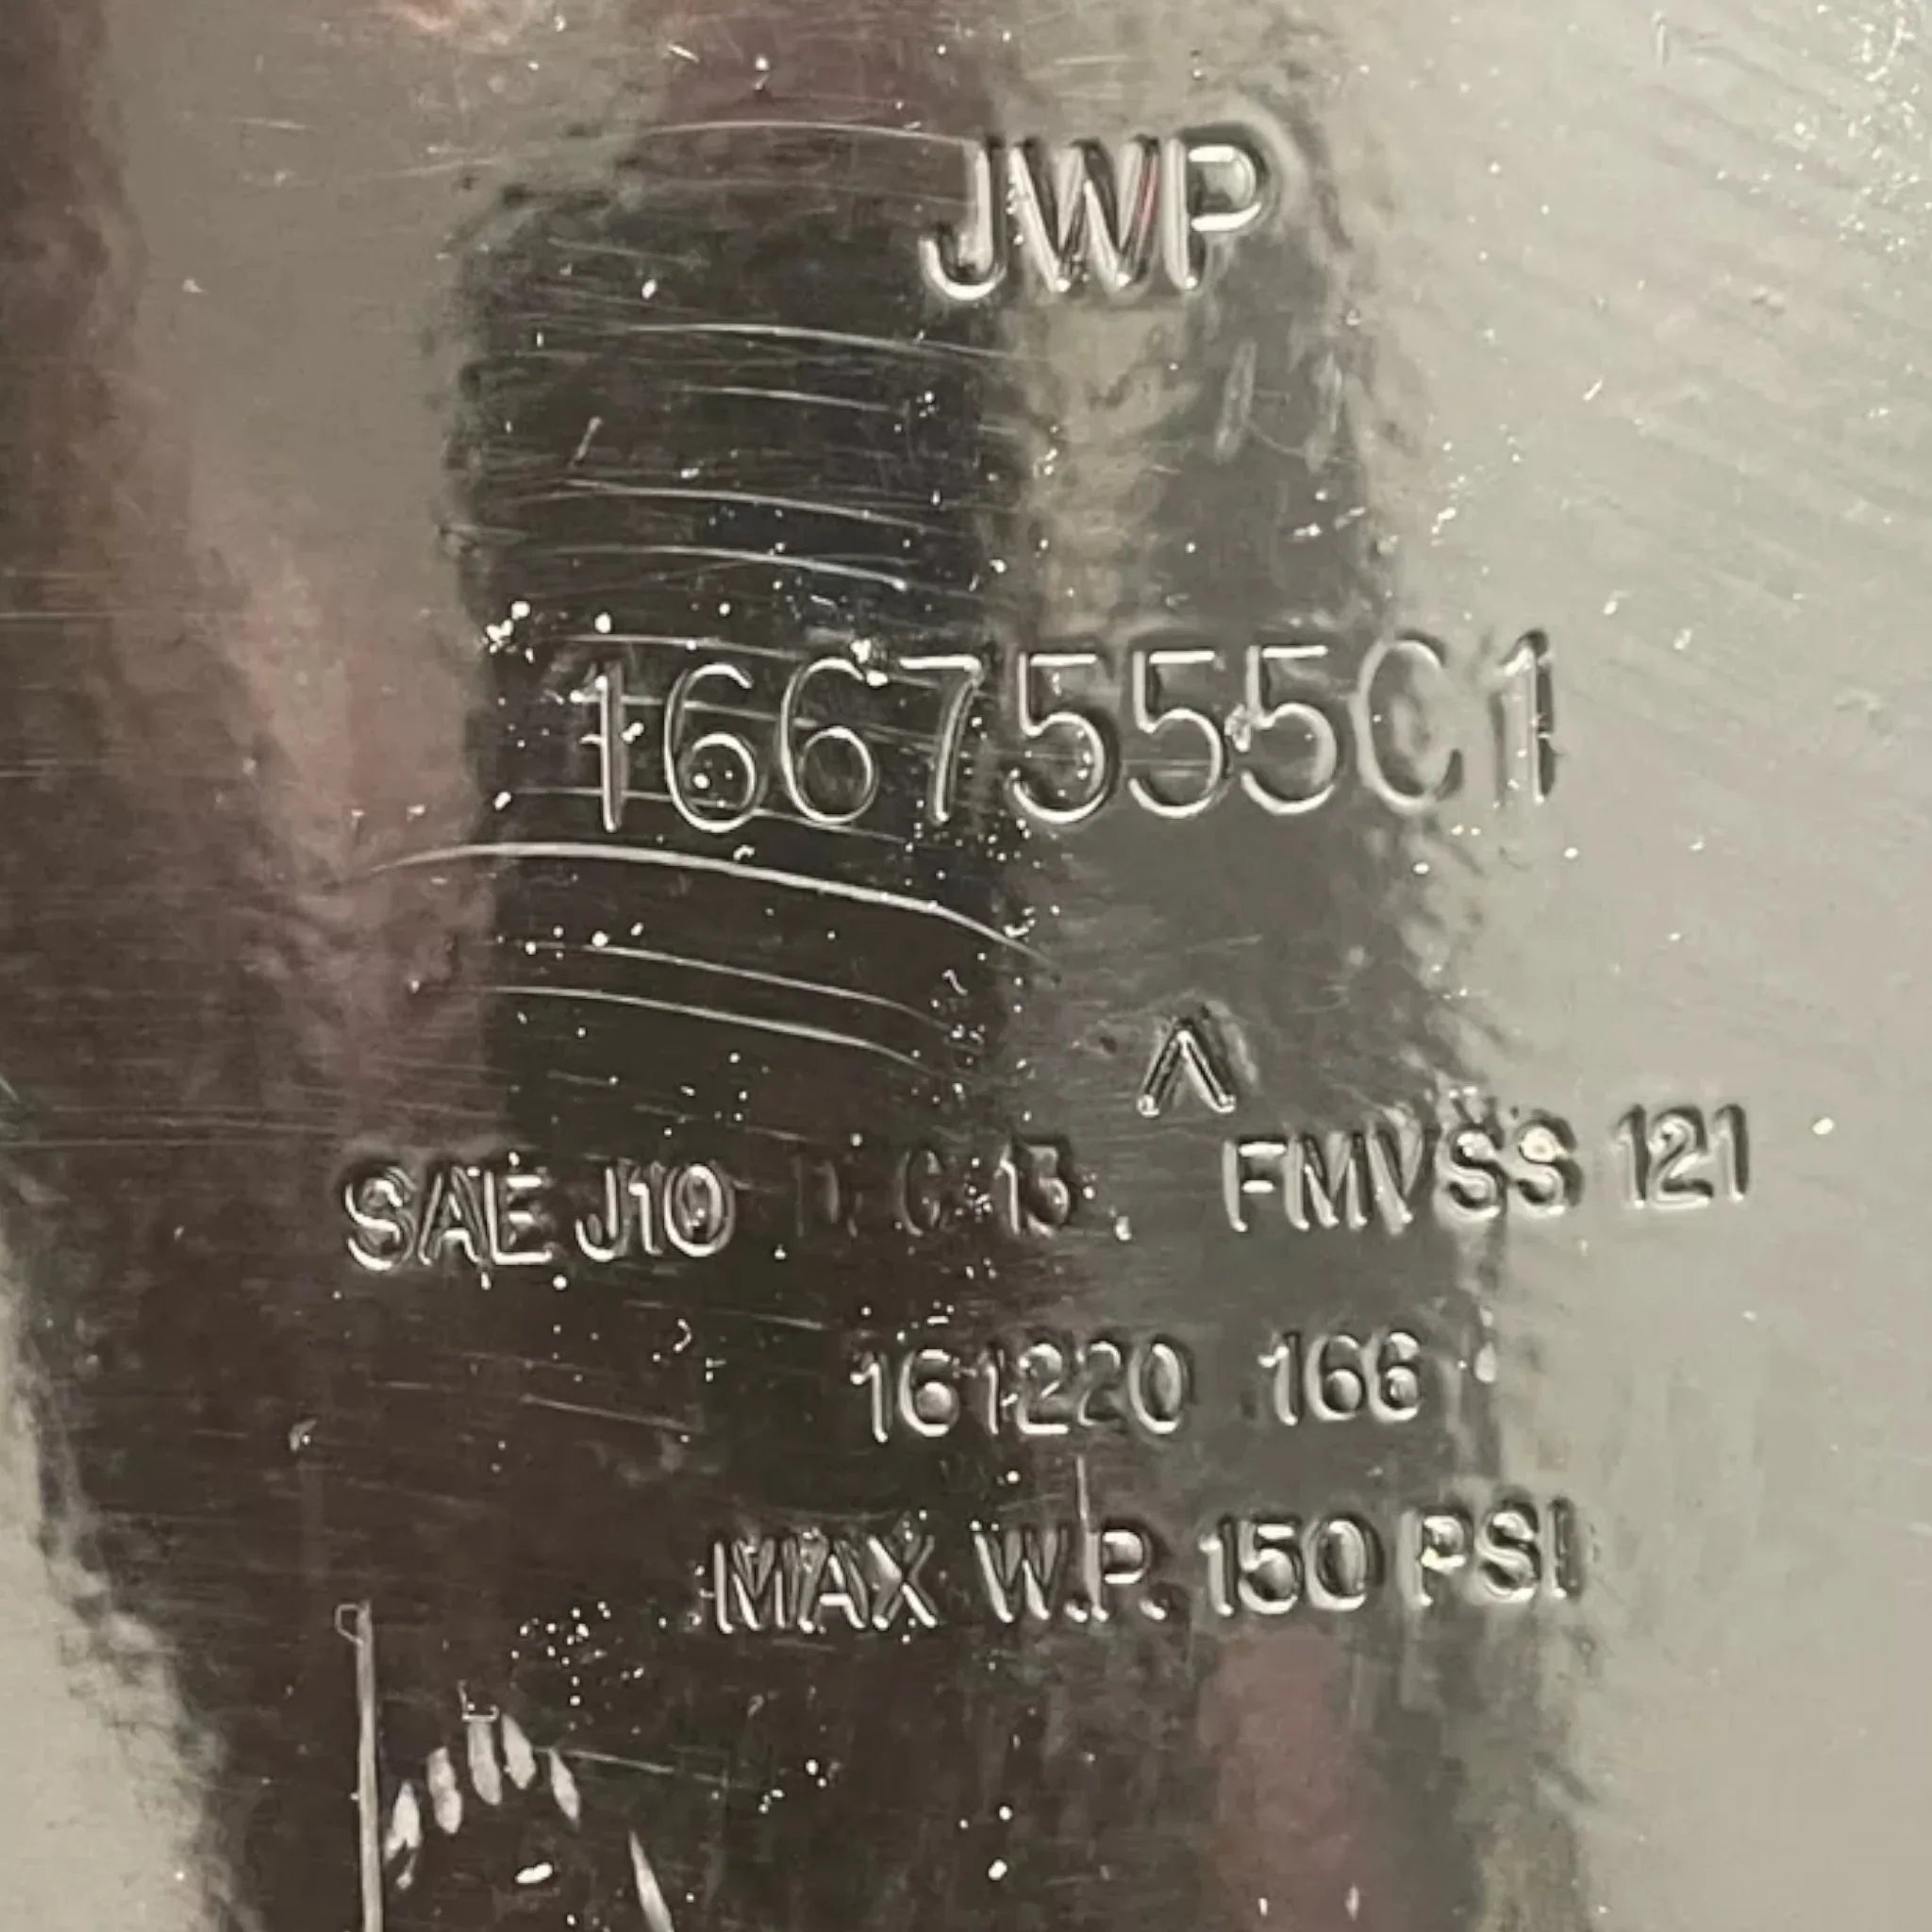 JWP
1667555C1
Λ
SAE J10 FMVSS 121
161220 166
MAX W.P. 150 PSI